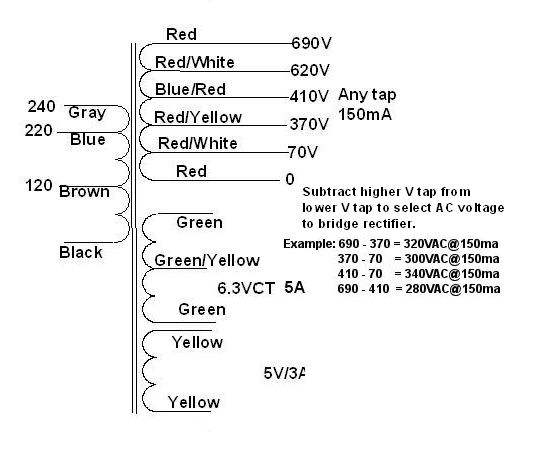 Red
690V
Red/White
620V
Blue/Red
410V
Any tap
150mA
240
Gray
Red/Yellow
370V
220
Blue
Red/White
70V
Red
0
120
Brown
Subtract higher V tap from
lower V tap to select AC voltage
to bridge rectifier.
Green
Example: 690 - 370 = 320VAC@150ma
370 - 70 = 300VAC@150ma
410 - 70 = 340VAC@150ma
690 - 410 = 280VAC@150ma
Black
Green/Yellow
6.3VCT 5A
Green
Yellow
5V/3A
Yellow